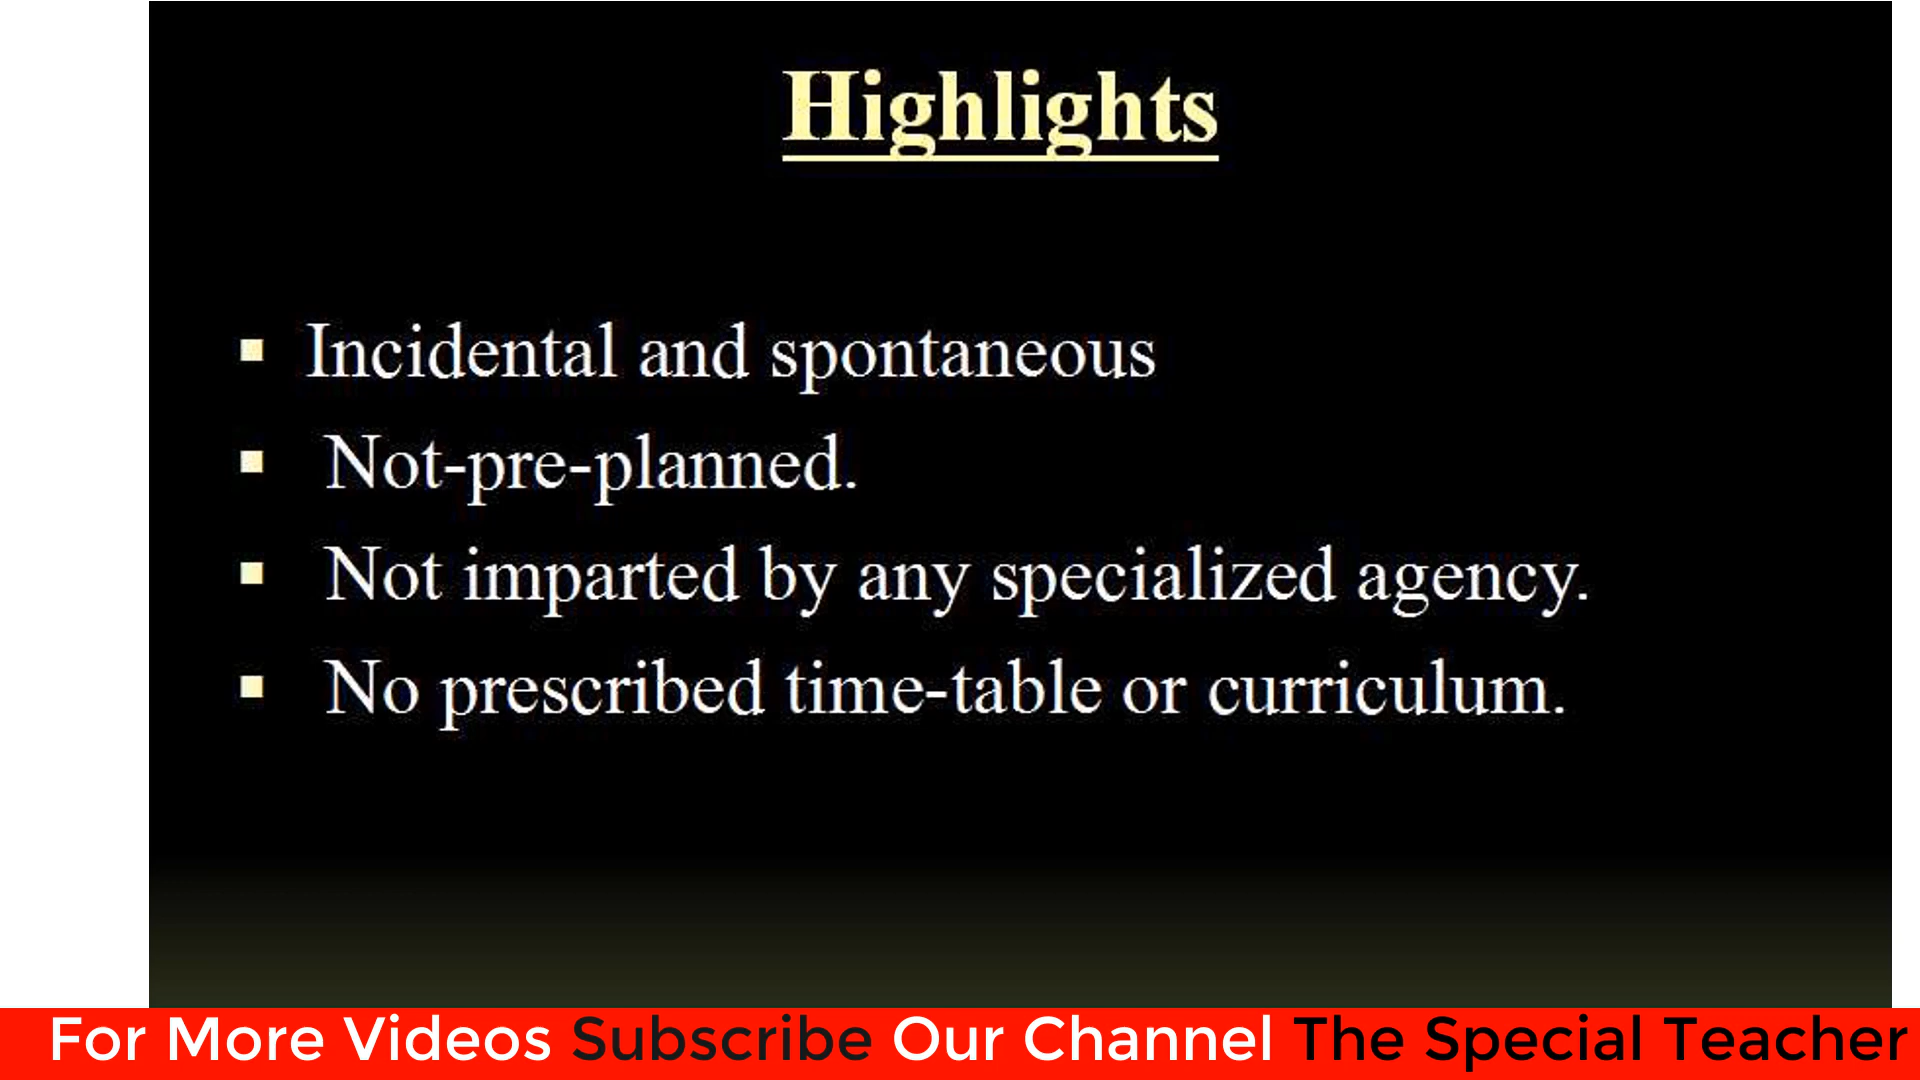 Highlights
▪ Incidental and spontaneous
▪ Not-pre-planned.
▪ Not imparted by any specialized agency.
▪ No prescribed time-table or curriculum.
For More Videos Subscribe Our Channel The Special Teacher